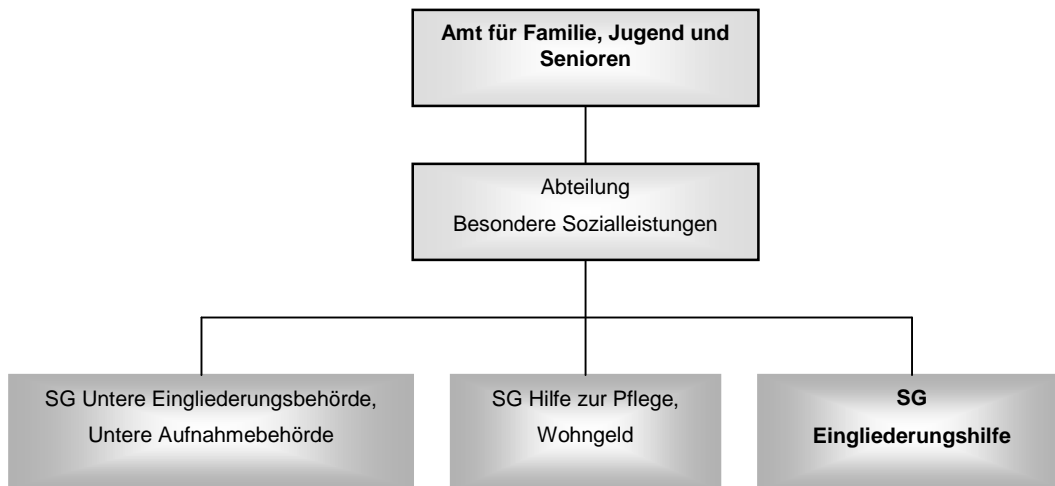 Amt für Familie, Jugend und
Senioren
Abteilung
Besondere Sozialleistungen
SG Untere Eingliederungsbehörde,
Untere Aufnahmebehörde
SG Hilfe zur Pflege,
Wohngeld
SG
Eingliederungshilfe